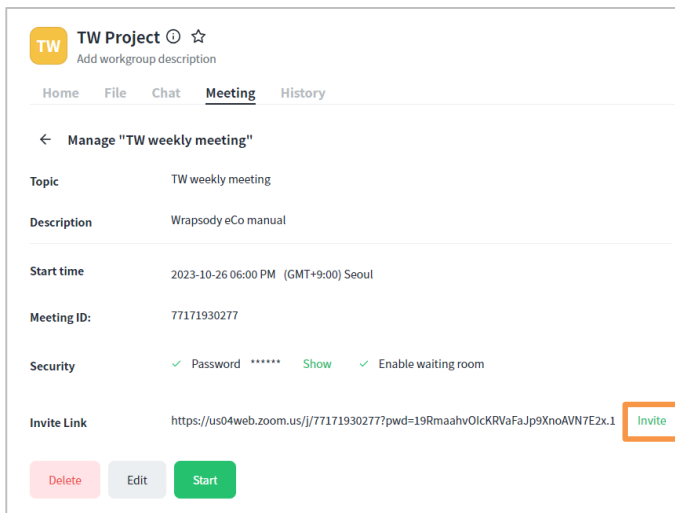 TW
TW Project
Add workgroup description
Home File Chat Meeting History
Manage "TW weekly meeting"
Topic TW weekly meeting
Description Wrapsody eCo manual
Start time 2023-10-26 06:00 PM (GMT+9:00) Seoul
Meeting ID: 77171930277
Security Password ****** Show Enable waiting room
Invite Link https://us04web.zoom.us/j/77171930277?pwd=19RmaahvOIcKRVaFaJp9XnoAVN7E2x.1 Invite
Delete Edit Start